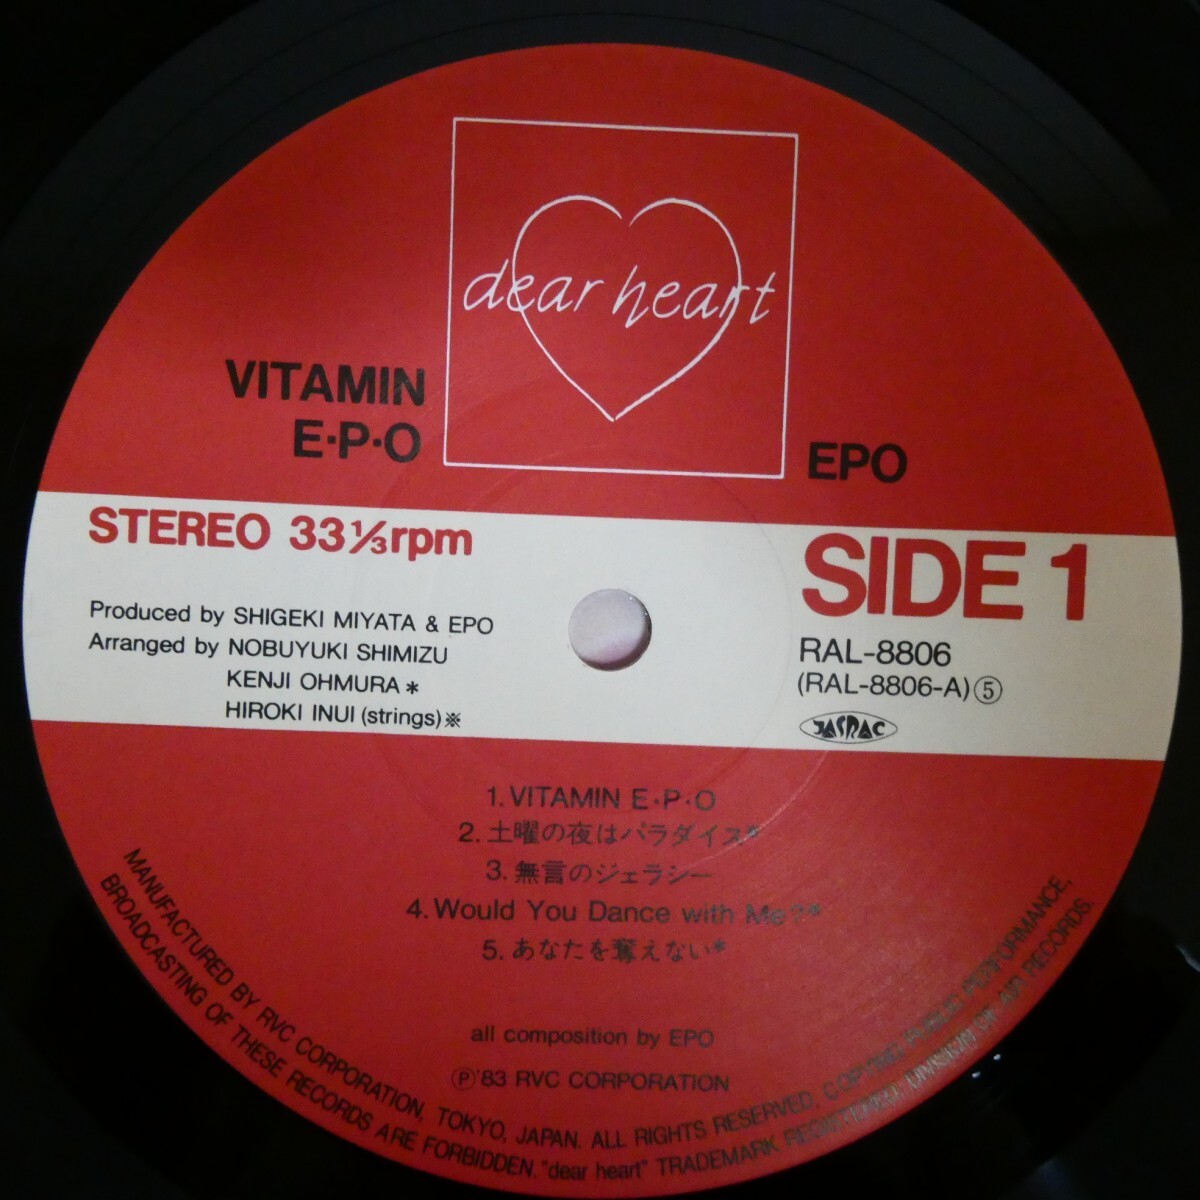 dear heart
VITAMIN
E·P·O
EPO
STEREO 33⅓rpm
SIDE 1
Produced by SHIGEKI MIYATA & EPO
Arranged by NOBUYUKI SHIMIZU
KENJI OHMURA＊
HIROKI INUI (strings)※
RAL-8806
(RAL-8806-A)⑤
JASRAC
1. VITAMIN E·P·O
2. 土曜の夜はパラダイス＊
3. 無言のジェラシー
4. Would You Dance with Me?＊
5. あなたを奪えない＊
all composition by EPO
Ⓟ'83 RVC CORPORATION
MANUFACTURED BY RVC CORPORATION, TOKYO, JAPAN. ALL RIGHTS RESERVED, COPYING, PUBLIC PERFORMANCE,
BROADCASTING OF THESE RECORDS ARE FORBIDDEN. "dear heart" TRADEMARK REGISTERED, DIVISION OF AIR RECORDS.